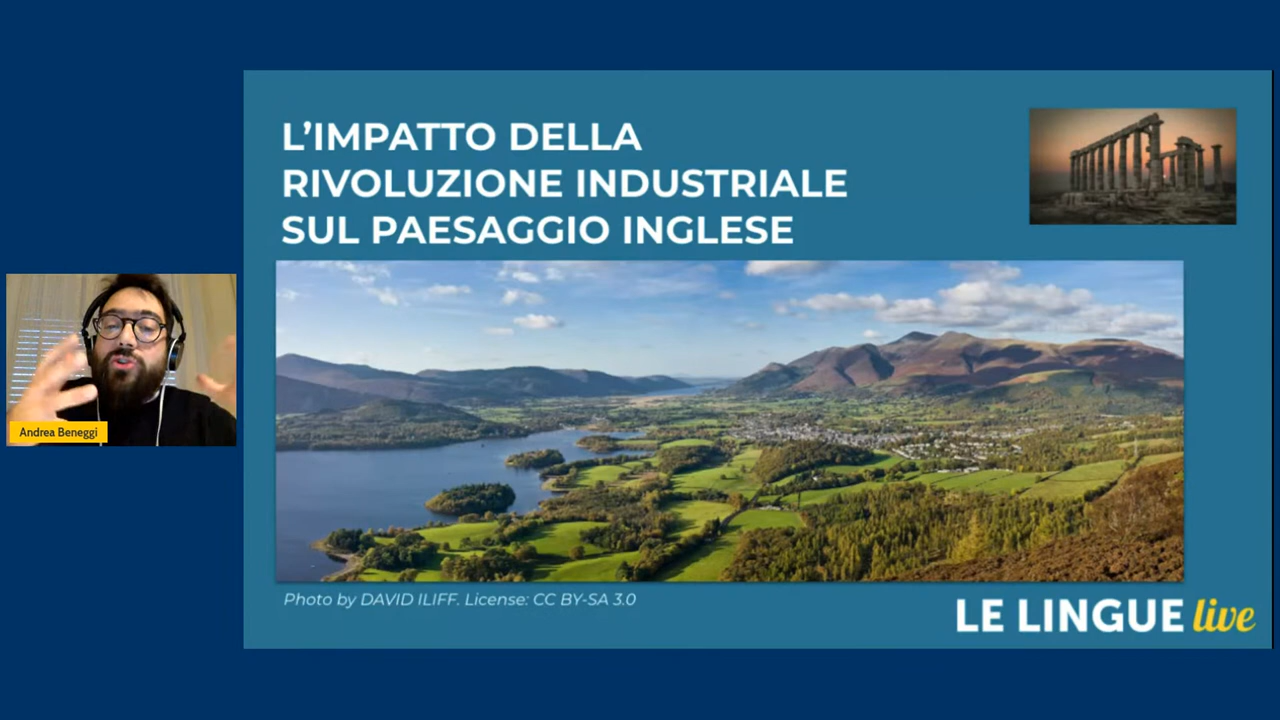 L’IMPATTO DELLA
RIVOLUZIONE INDUSTRIALE
SUL PAESAGGIO INGLESE
Andrea Beneggi
Photo by DAVID ILIFF. License: CC BY-SA 3.0
LE LINGUE live